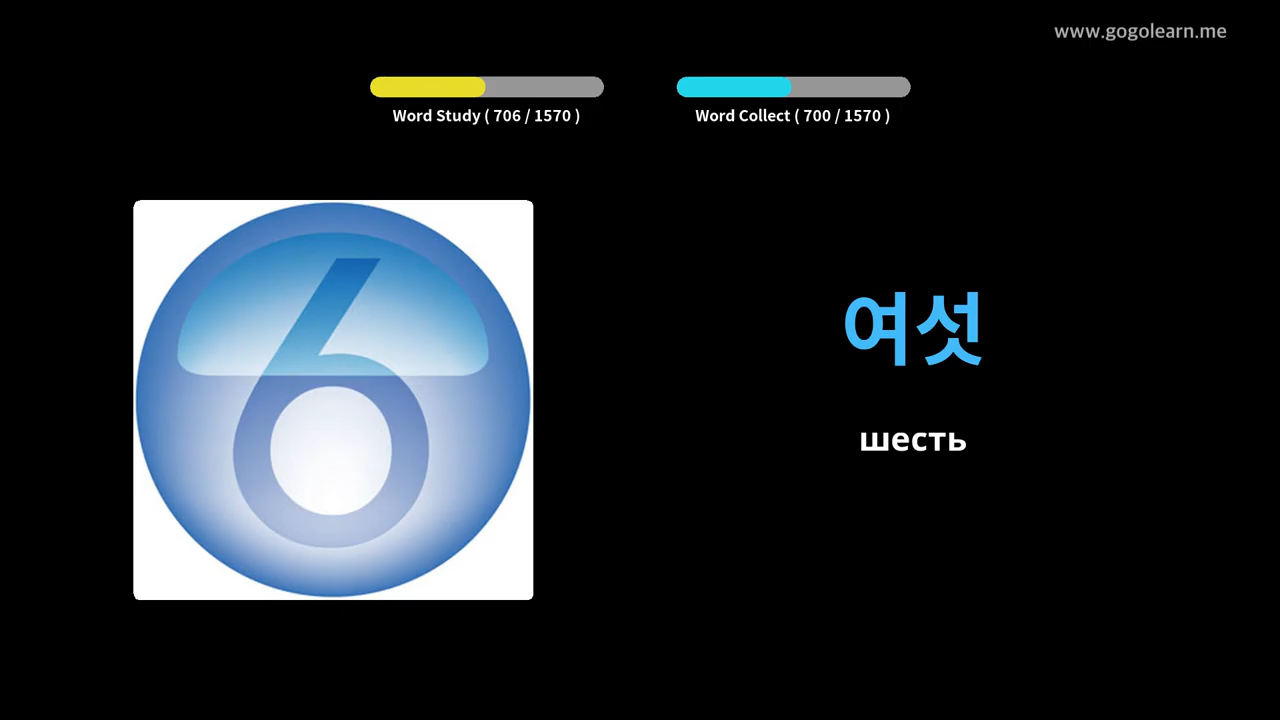 www.gogolearn.me
Word Study ( 706 / 1570 )
Word Collect ( 700 / 1570 )
6
여섯
шесть